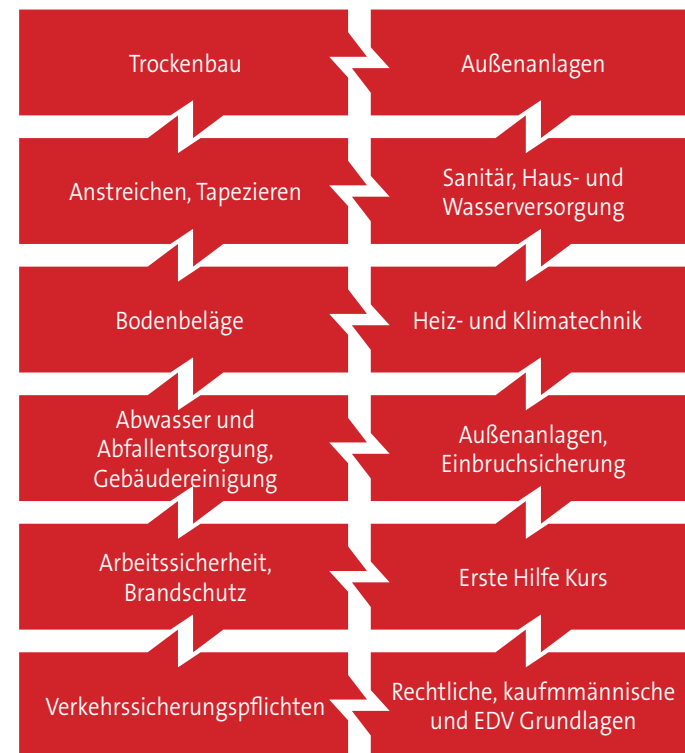 Trockenbau
Außenanlagen
Anstreichen, Tapezieren
Sanitär, Haus- und
Wasserversorgung
Bodenbeläge
Heiz- und Klimatechnik
Abwasser und
Abfallentsorgung,
Gebäudereinigung
Außenanlagen,
Einbruchsicherung
Arbeitssicherheit,
Brandschutz
Erste Hilfe Kurs
Verkehrssicherungspflichten
Rechtliche, kaufmmännische
und EDV Grundlagen